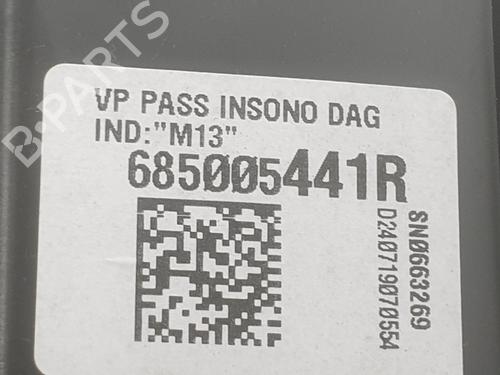 VP PASS INSONO DAG
IND:"M13"
685005441R
SN0663269
D240719070554
B-PARTS